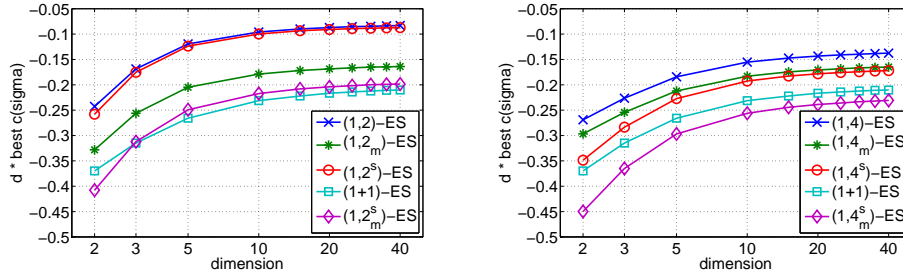 −0.05
−0.1
−0.15
−0.2
−0.25
−0.3
−0.35
−0.4
−0.45
−0.5
d * best c(sigma)
2 3 5 10 20 40
dimension
(1,2)−ES
(1,2m)−ES
(1,2s)−ES
(1+1)−ES
(1,2sm)−ES
−0.05
−0.1
−0.15
−0.2
−0.25
−0.3
−0.35
−0.4
−0.45
−0.5
d * best c(sigma)
2 3 5 10 20 40
dimension
(1,4)−ES
(1,4m)−ES
(1,4s)−ES
(1+1)−ES
(1,4sm)−ES